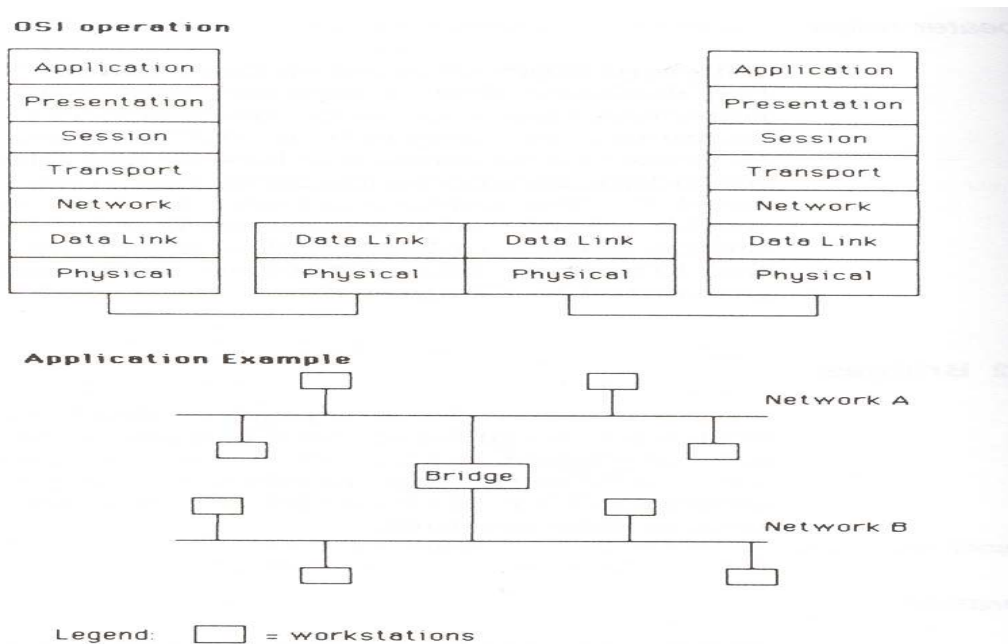 OSI operation
Application
Presentation
Session
Transport
Network
Data Link
Physical
Data Link
Physical
Data Link
Physical
Application
Presentation
Session
Transport
Network
Data Link
Physical
Application Example
Network A
Bridge
Network B
Legend: = workstations